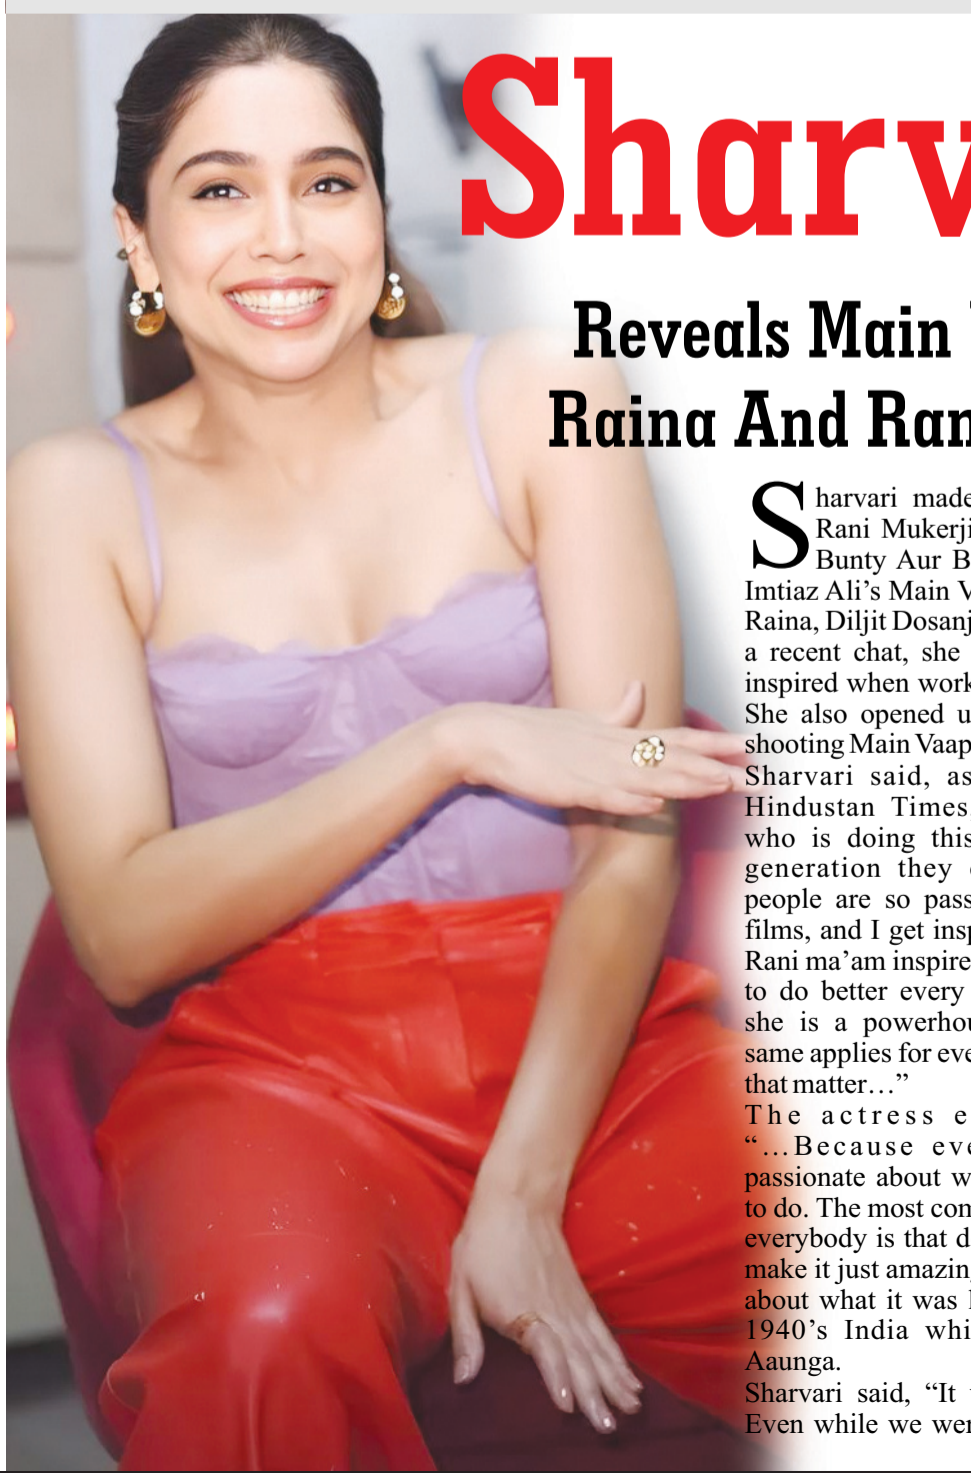 Sharv
Reveals Main
Raina And Ran
Sharvari made
Rani Mukerji
Bunty Aur B
Imtiaz Ali’s Main V
Raina, Diljit Dosanj
a recent chat, she
inspired when work
She also opened u
shooting Main Vaap
Sharvari said, as
Hindustan Times,
who is doing this
generation they
people are so pass
films, and I get insp
Rani ma’am inspire
to do better every
she is a powerhou
same applies for eve
that matter…”
The actress e
“…Because eve
passionate about w
to do. The most com
everybody is that d
make it just amazin
about what it was l
1940’s India whi
Aaunga.
Sharvari said, “It
Even while we wer